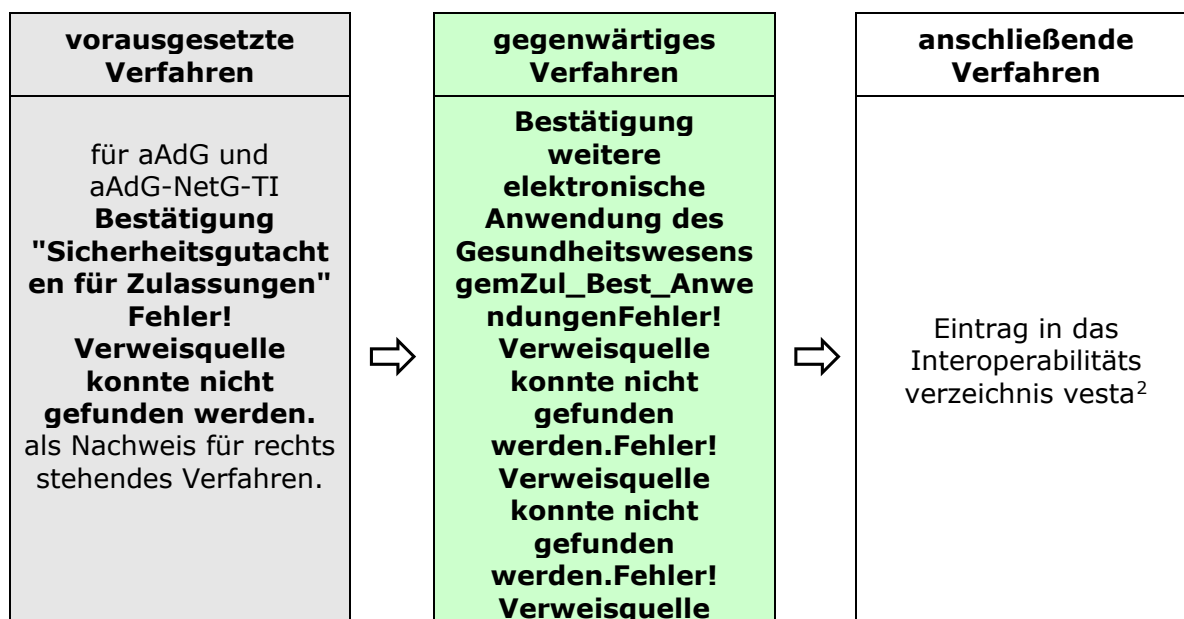 vorausgesetzte
Verfahren
für aAdG und
aAdG-NetG-TI
Bestätigung
"Sicherheitsgutacht
en für Zulassungen"
Fehler!
Verweisquelle
konnte nicht
gefunden werden.
als Nachweis für rechts
stehendes Verfahren.
gegenwärtiges
Verfahren
Bestätigung
weitere
elektronische
Anwendung des
Gesundheitswesens
gemZul_Best_Anwe
ndungenFehler!
Verweisquelle
konnte nicht
gefunden
werden.Fehler!
Verweisquelle
konnte nicht
gefunden
werden.Fehler!
Verweisquelle
anschließende
Verfahren
Eintrag in das
Interoperabilitäts
verzeichnis vesta²